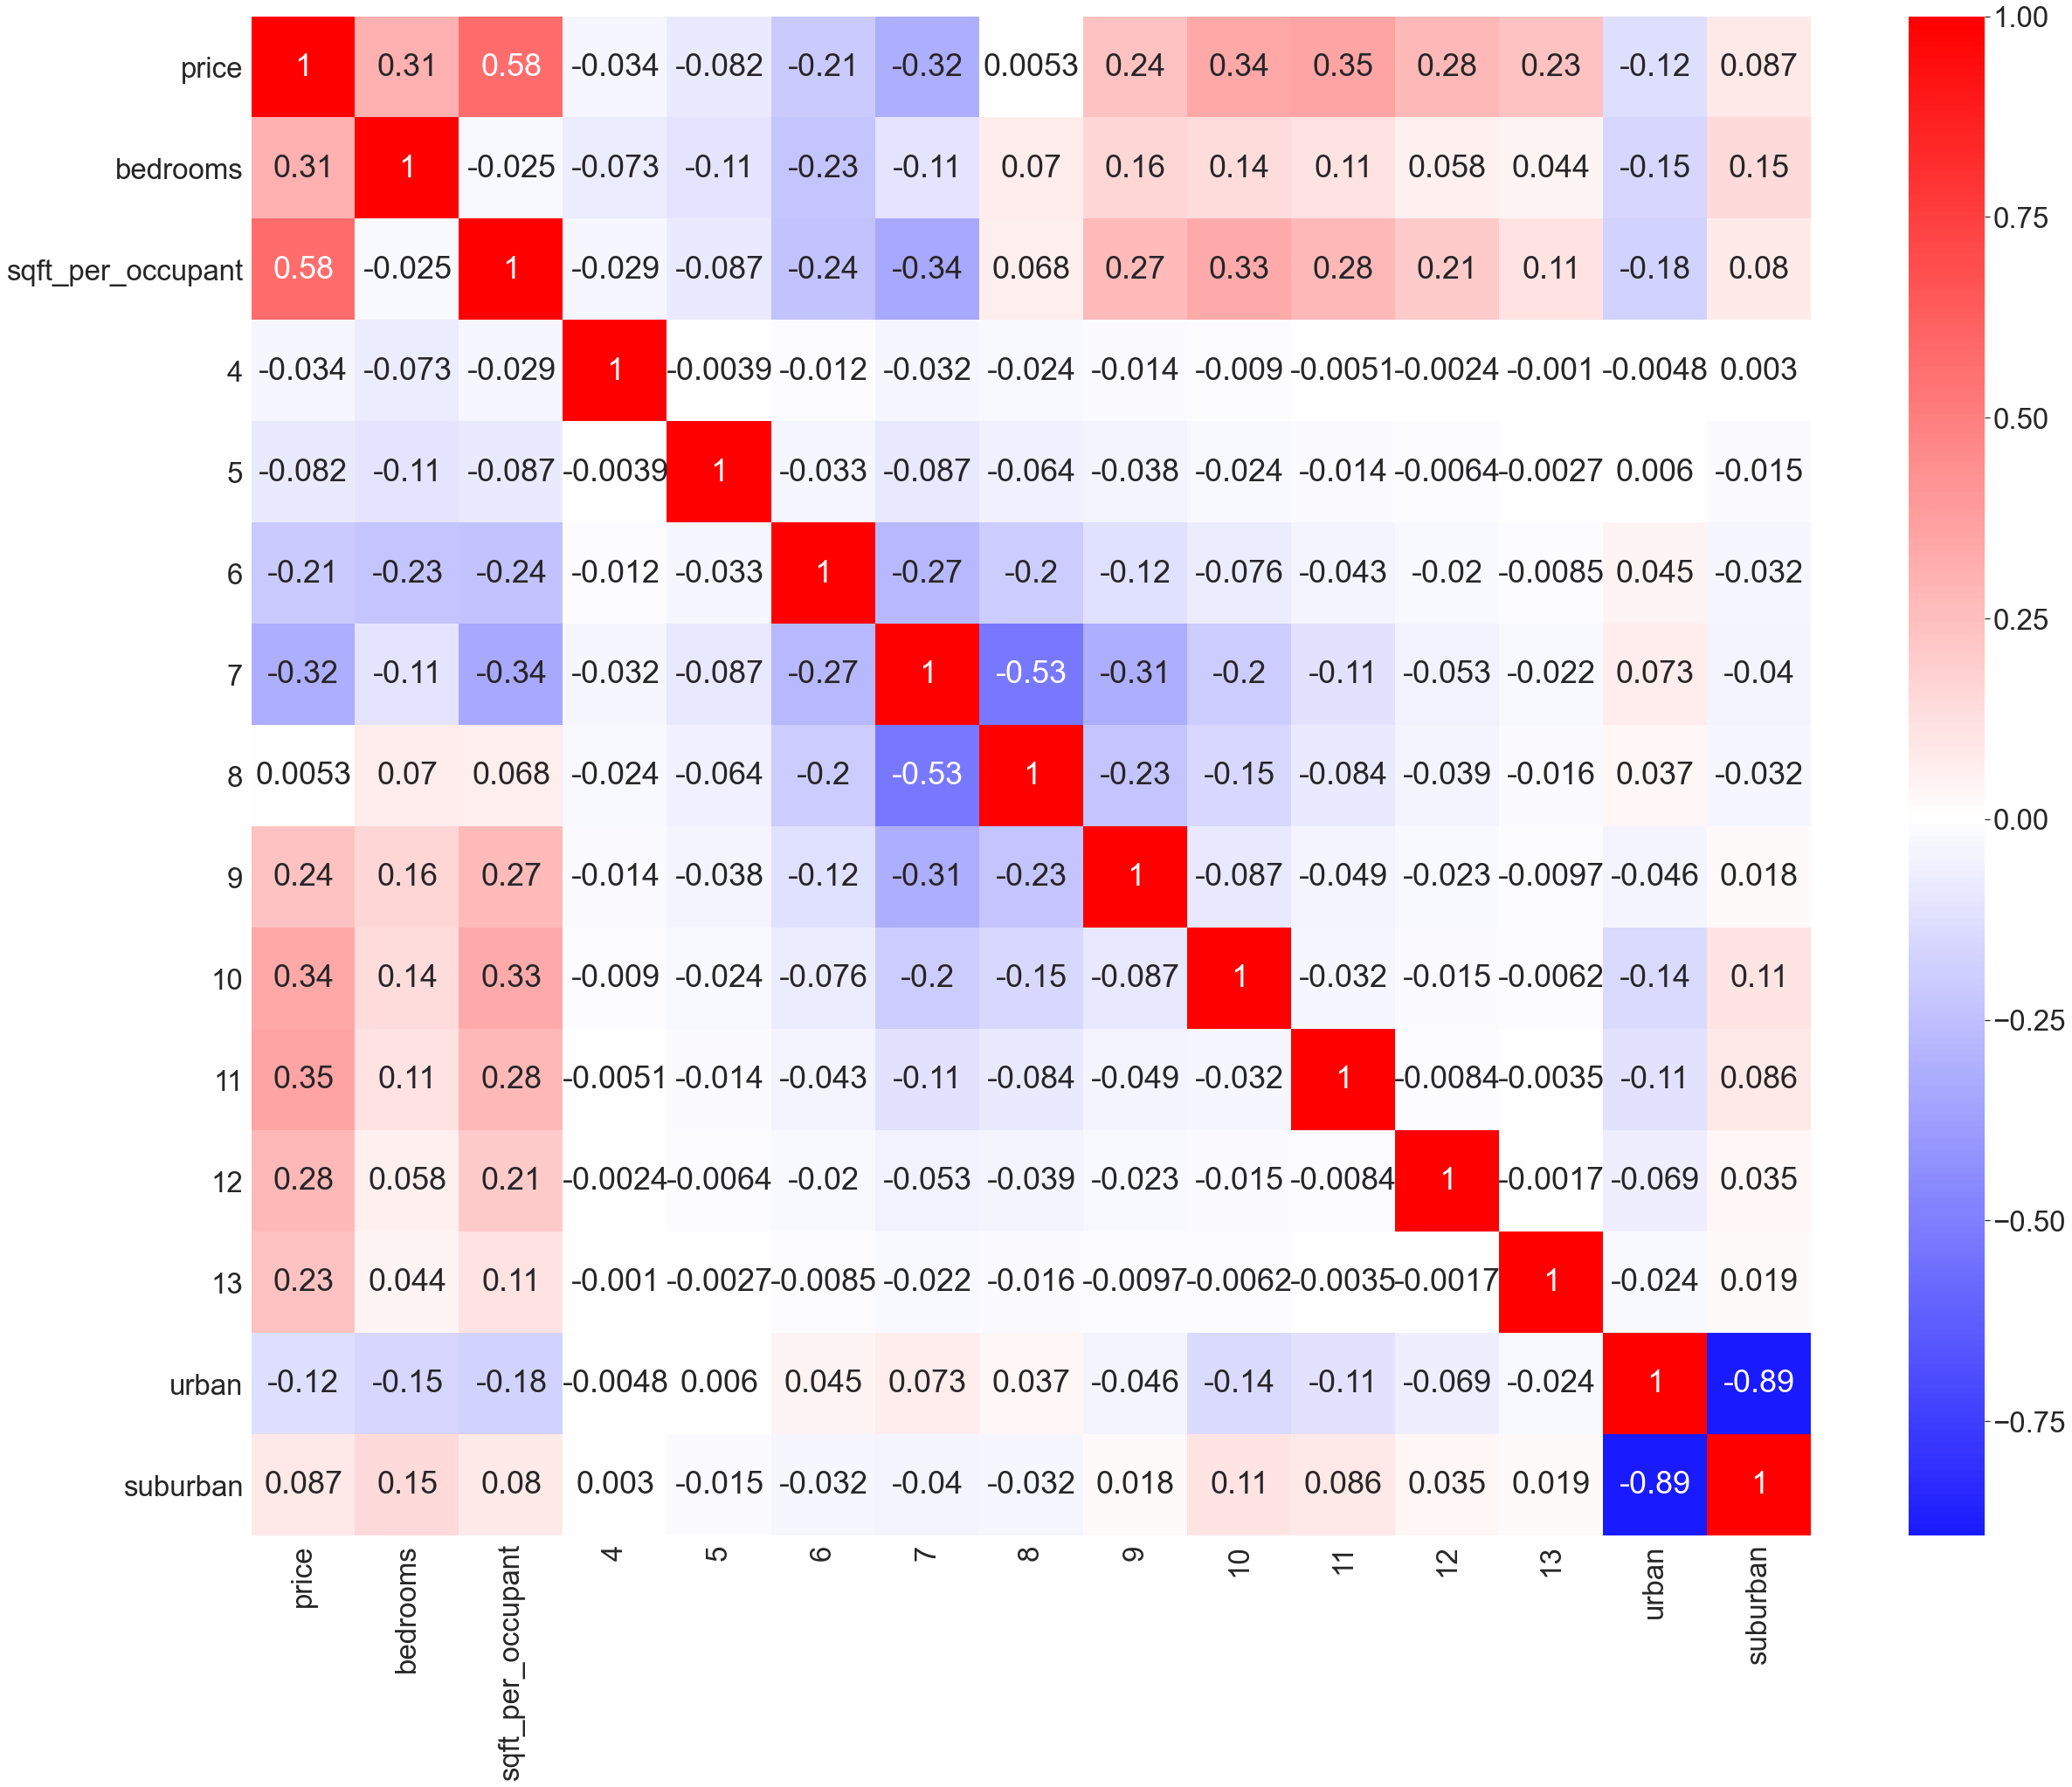 price 1 0.31 0.58 -0.034 -0.082 -0.21 -0.32 0.0053 0.24 0.34 0.35 0.28 0.23 -0.12 0.087
bedrooms 0.31 1 -0.025 -0.073 -0.11 -0.23 -0.11 0.07 0.16 0.14 0.11 0.058 0.044 -0.15 0.15
sqft_per_occupant 0.58 -0.025 1 -0.029 -0.087 -0.24 -0.34 0.068 0.27 0.33 0.28 0.21 0.11 -0.18 0.08
4 -0.034 -0.073 -0.029 1 -0.0039 -0.012 -0.032 -0.024 -0.014 -0.009 -0.0051 -0.0024 -0.001 -0.0048 0.003
5 -0.082 -0.11 -0.087 -0.0039 1 -0.033 -0.087 -0.064 -0.038 -0.024 -0.014 -0.0064 -0.0027 0.006 -0.015
6 -0.21 -0.23 -0.24 -0.012 -0.033 1 -0.27 -0.2 -0.12 -0.076 -0.043 -0.02 -0.0085 0.045 -0.032
7 -0.32 -0.11 -0.34 -0.032 -0.087 -0.27 1 -0.53 -0.31 -0.2 -0.11 -0.053 -0.022 0.073 -0.04
8 0.0053 0.07 0.068 -0.024 -0.064 -0.2 -0.53 1 -0.23 -0.15 -0.084 -0.039 -0.016 0.037 -0.032
9 0.24 0.16 0.27 -0.014 -0.038 -0.12 -0.31 -0.23 1 -0.087 -0.049 -0.023 -0.0097 -0.046 0.018
10 0.34 0.14 0.33 -0.009 -0.024 -0.076 -0.2 -0.15 -0.087 1 -0.032 -0.015 -0.0062 -0.14 0.11
11 0.35 0.11 0.28 -0.0051 -0.014 -0.043 -0.11 -0.084 -0.049 -0.032 1 -0.0084 -0.0035 -0.11 0.086
12 0.28 0.058 0.21 -0.0024 -0.0064 -0.02 -0.053 -0.039 -0.023 -0.015 -0.0084 1 -0.0017 -0.069 0.035
13 0.23 0.044 0.11 -0.001 -0.0027 -0.0085 -0.022 -0.016 -0.0097 -0.0062 -0.0035 -0.0017 1 -0.024 0.019
urban -0.12 -0.15 -0.18 -0.0048 0.006 0.045 0.073 0.037 -0.046 -0.14 -0.11 -0.069 -0.024 1 -0.89
suburban 0.087 0.15 0.08 0.003 -0.015 -0.032 -0.04 -0.032 0.018 0.11 0.086 0.035 0.019 -0.89 1
price bedrooms sqft_per_occupant 4 5 6 7 8 9 10 11 12 13 urban suburban
1.00
0.75
0.50
0.25
0.00
−0.25
−0.50
−0.75